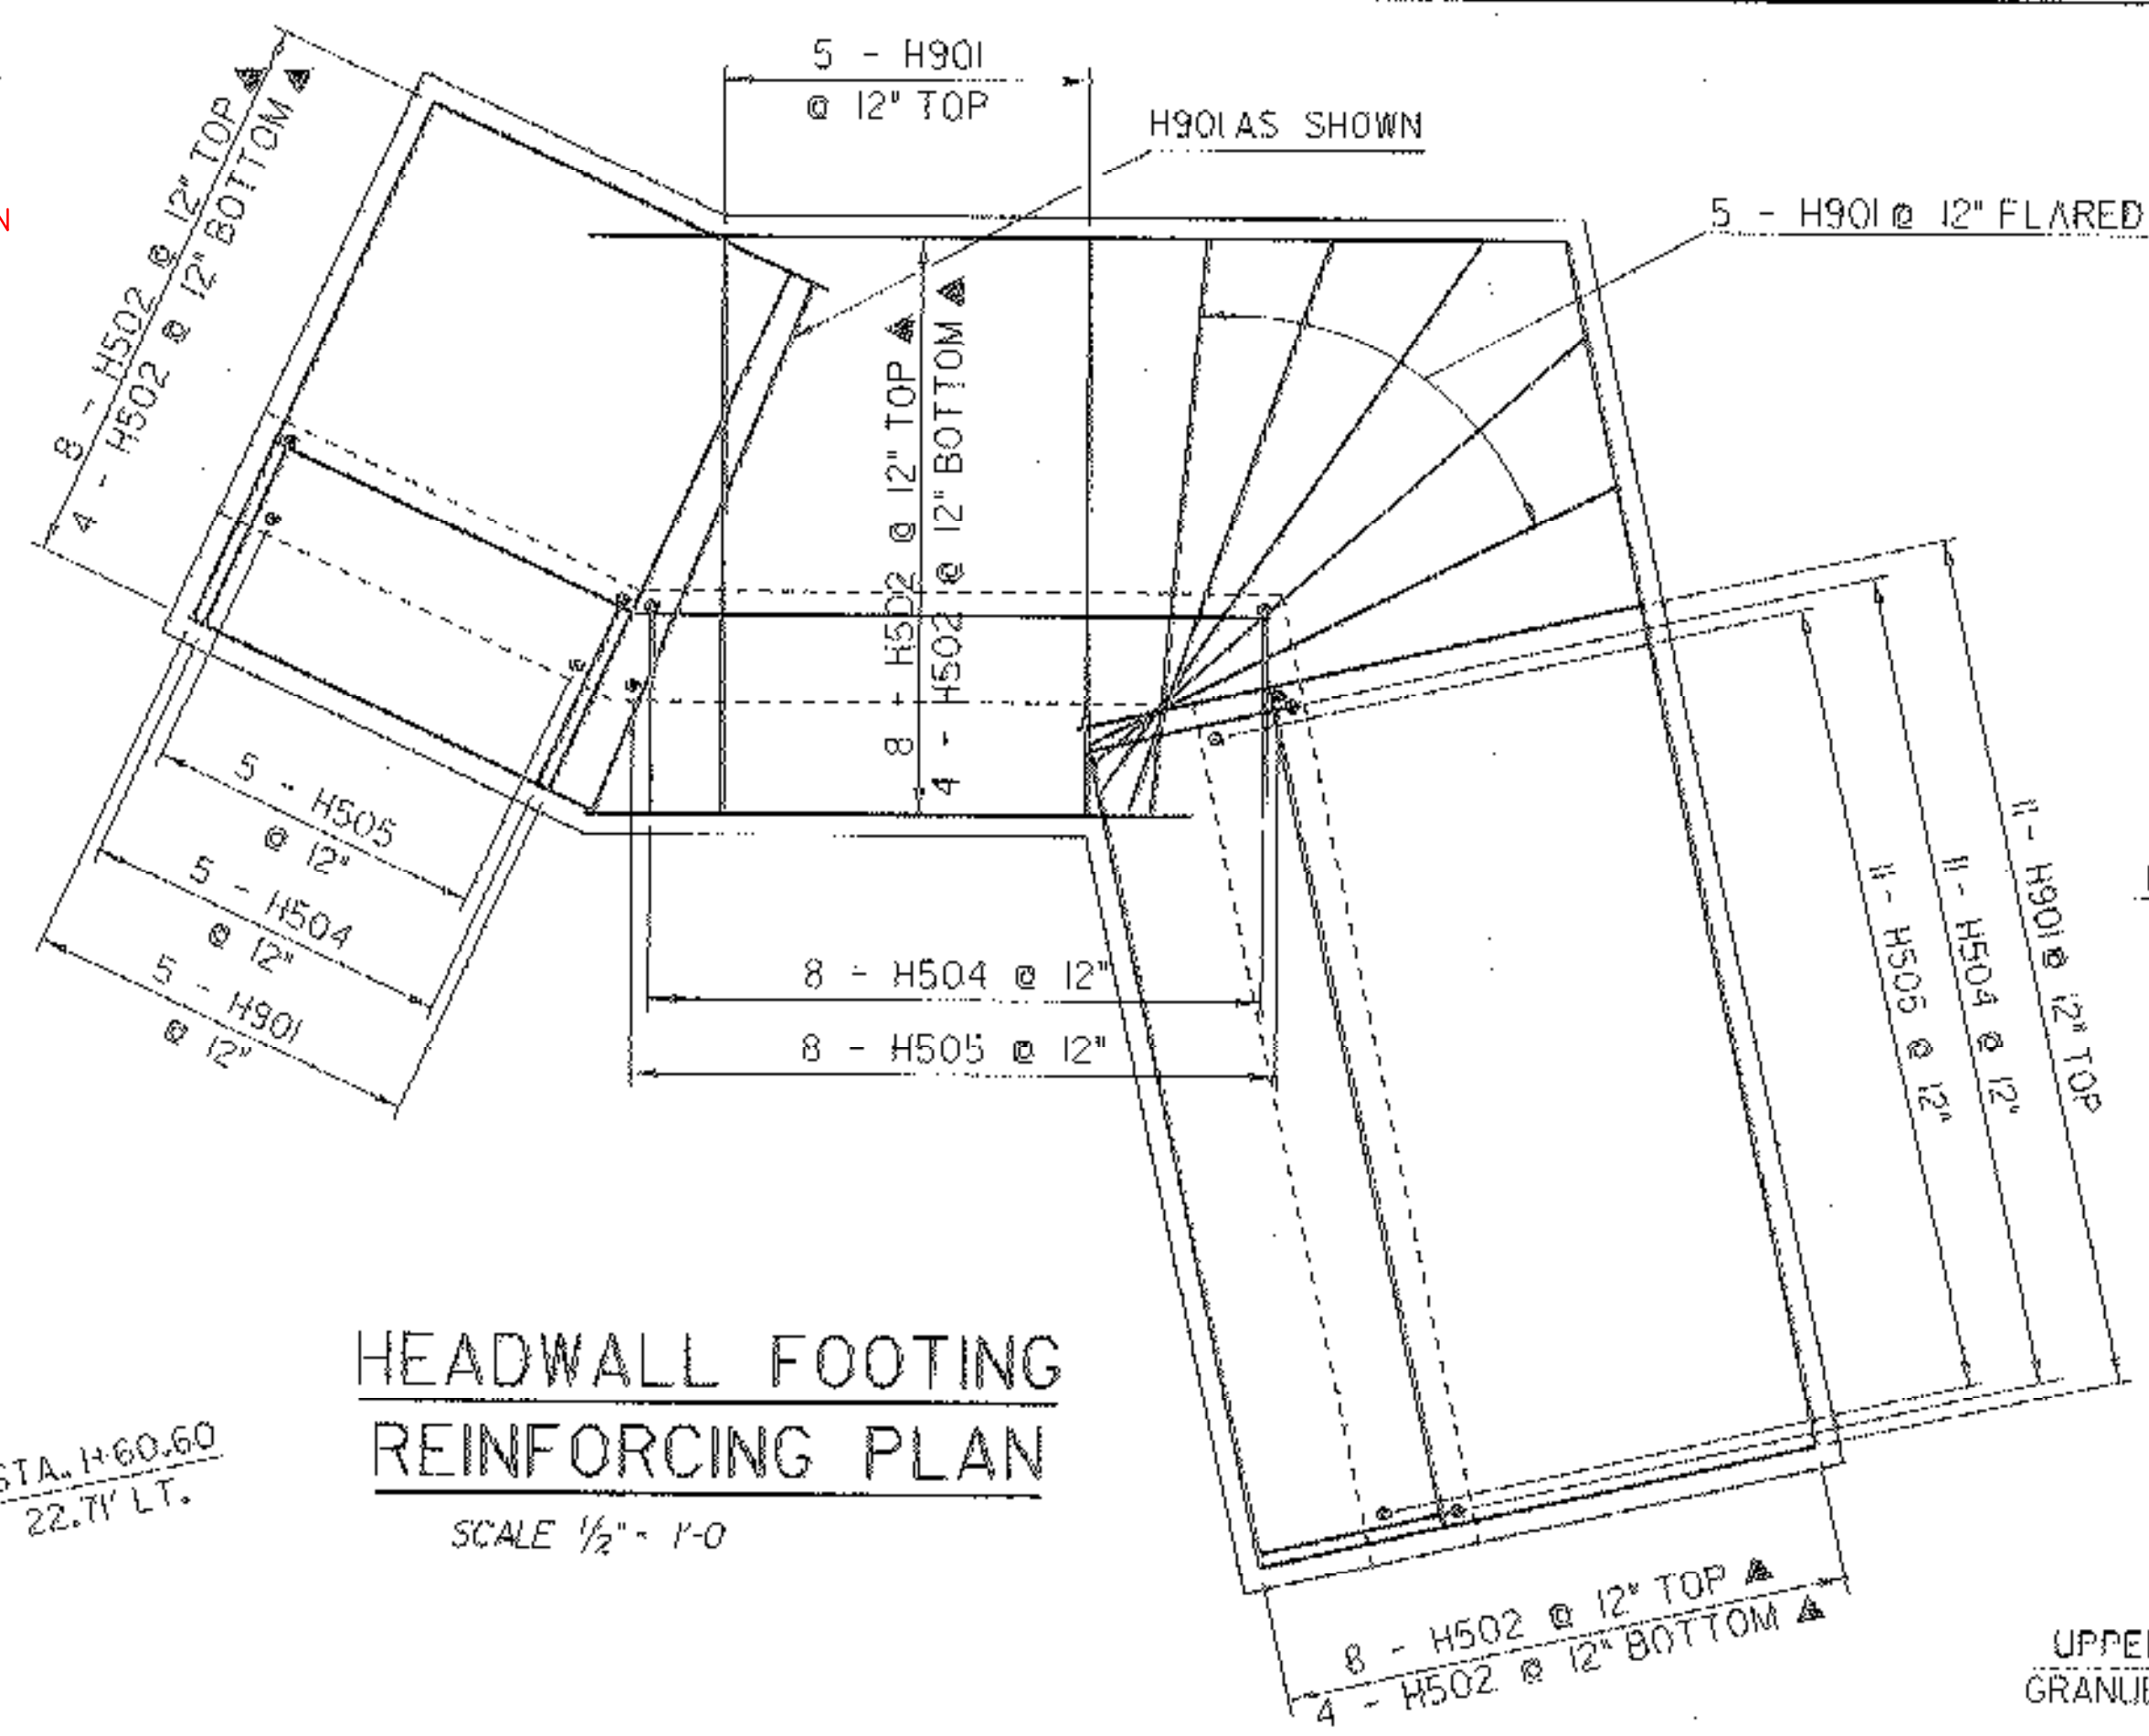 5 - H901
@ 12" TOP
H901 AS SHOWN
5 - H901 @ 12" FLARED
N
8 - H502 @ 12" TOP ▲
4 - H502 @ 12" BOTTOM ▲
8 - H502 @ 12" TOP ▲
4 - H502 @ 12" BOTTOM ▲
5 - H505
@ 12"
5 - H504
@ 12"
5 - H901
@ 12"
8 - H504 @ 12"
8 - H505 @ 12"
11 - H505 @ 12"
11 - H504 @ 12"
11 - H901 @ 12" TOP
HEADWALL FOOTING
REINFORCING PLAN
SCALE 1/2" = 1'-0
STA. 1+60.60
22.71' LT.
8 - H502 @ 12" TOP ▲
4 - H502 @ 12" BOTTOM ▲
UPPE
GRANU